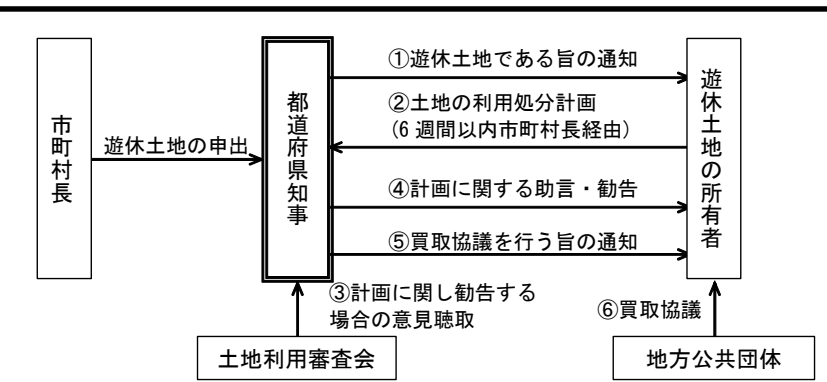 市町村長
遊休土地の申出
都道府県知事
①遊休土地である旨の通知
②土地の利用処分計画
(6 週間以内市町村長経由)
④計画に関する助言・勧告
⑤買取協議を行う旨の通知
遊休土地の所有者
③計画に関し勧告する
場合の意見聴取
⑥買取協議
土地利用審査会
地方公共団体